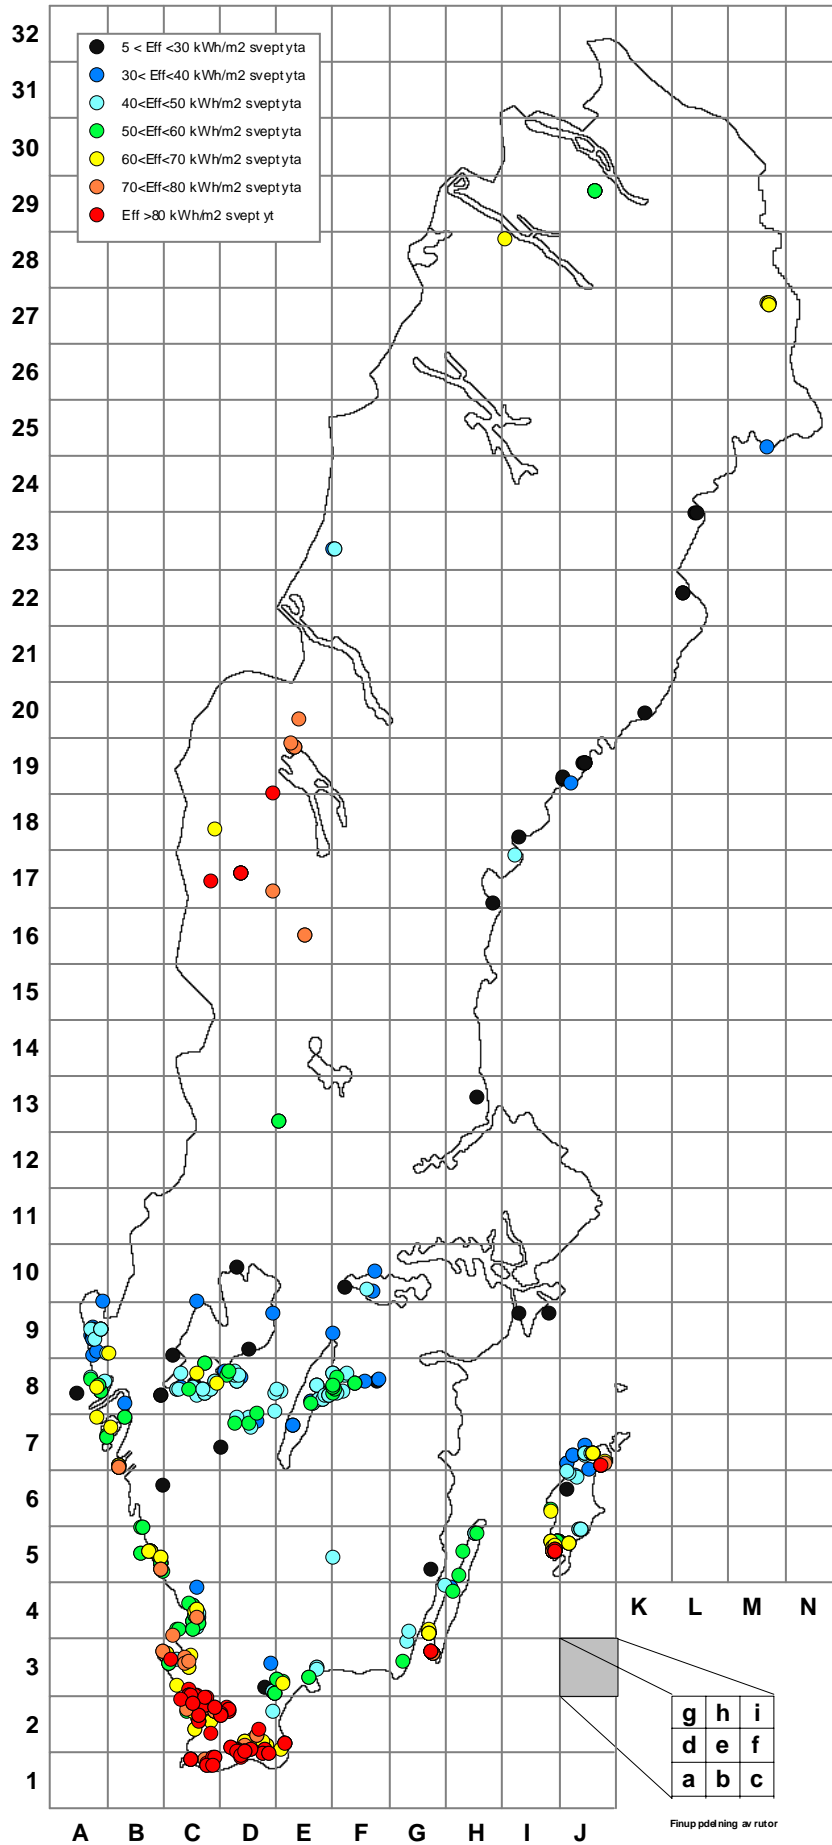 32
5 < Eff <30 kWh/m2 sveptyta
30< Eff<40 kWh/m2 sveptyta
31
40<Eff<50 kWh/m2 sveptyta
50<Eff<60 kWh/m2 sveptyta
30
60<Eff<70 kWh/m2 sveptyta
70<Eff<80 kWh/m2 sveptyta
29
Eff >80 kWh/m2 svept yt
28
27
26
25
24
23
22
21
20
19
18
17
16
15
14
13
12
11
10
9
8
7
6
5
4
K L M N
3
2
g h i
d e f
a b c
1
Finuppdelning av rutor
A B C D E F G H I J